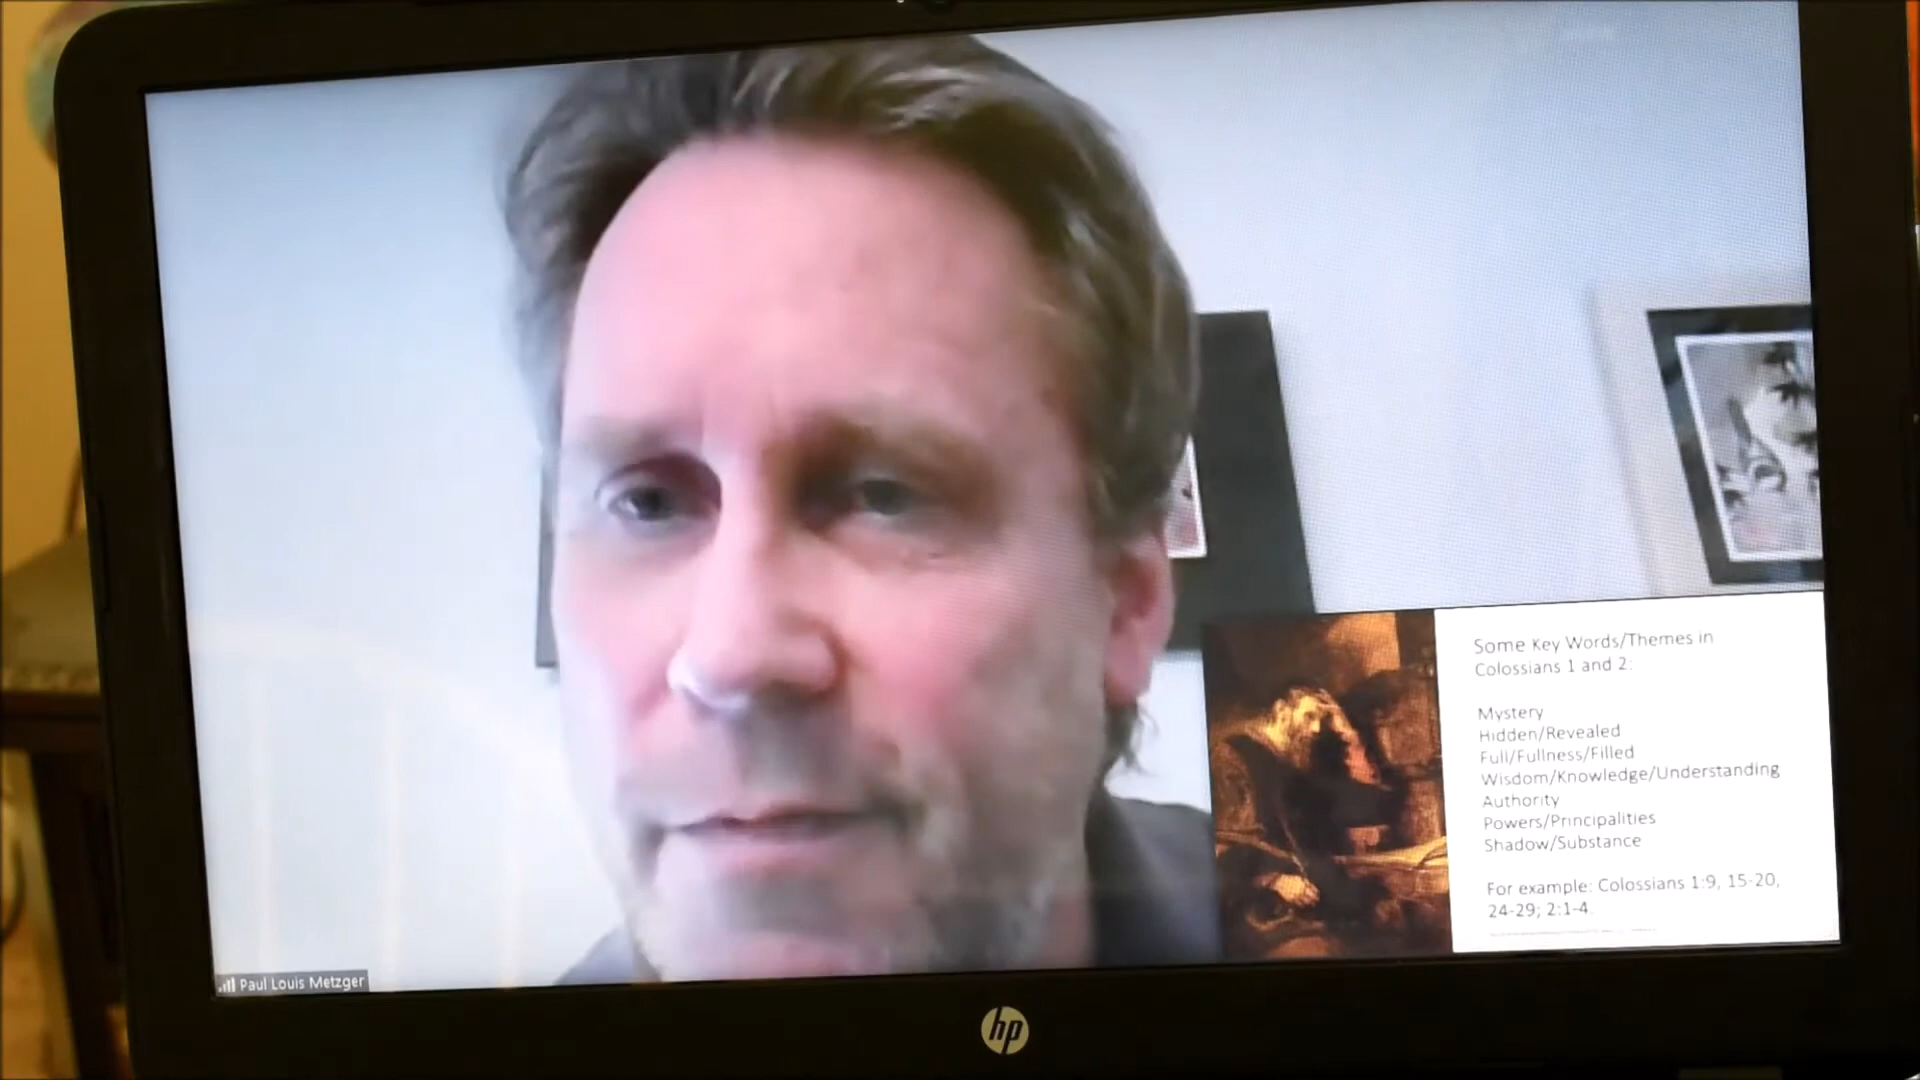 Some Key Words/Themes in
Colossians 1 and 2:
Mystery
Hidden/Revealed
Full/Fullness/Filled
Wisdom/Knowledge/Understanding
Authority
Powers/Principalities
Shadow/Substance
For example: Colossians 1:9, 15-20,
24-29; 2:1-4.
Paul Louis Metzger
hp